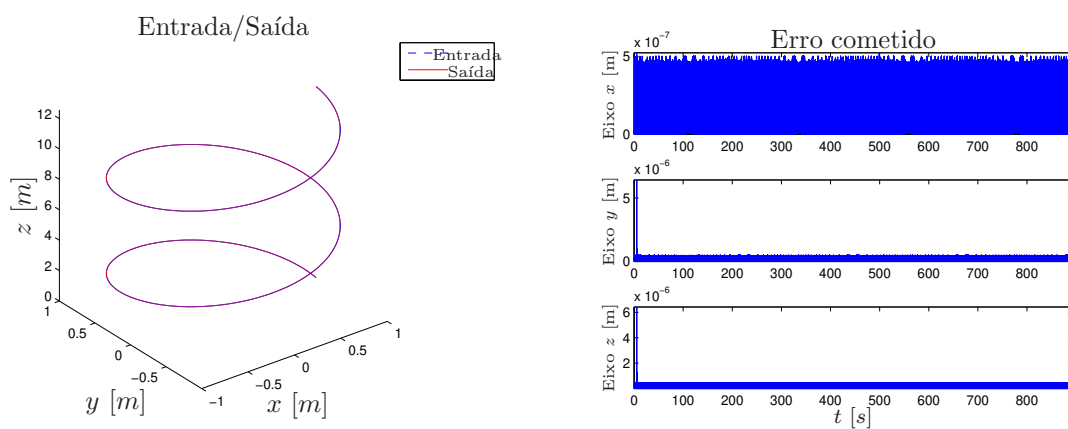 Entrada/Saída
Entrada
Saída
12
10
8
6
4
2
0
z [m]
1
0.5
0
−0.5
−1
y [m]
−0.5
0
0.5
1
x [m]
Erro cometido
x 10⁻⁷
5
0
Eixo x [m]
0 100 200 300 400 500 600 700 800
x 10⁻⁶
5
0
Eixo y [m]
0 100 200 300 400 500 600 700 800
x 10⁻⁶
6
4
2
Eixo z [m]
0 100 200 300 400 500 600 700 800
t [s]